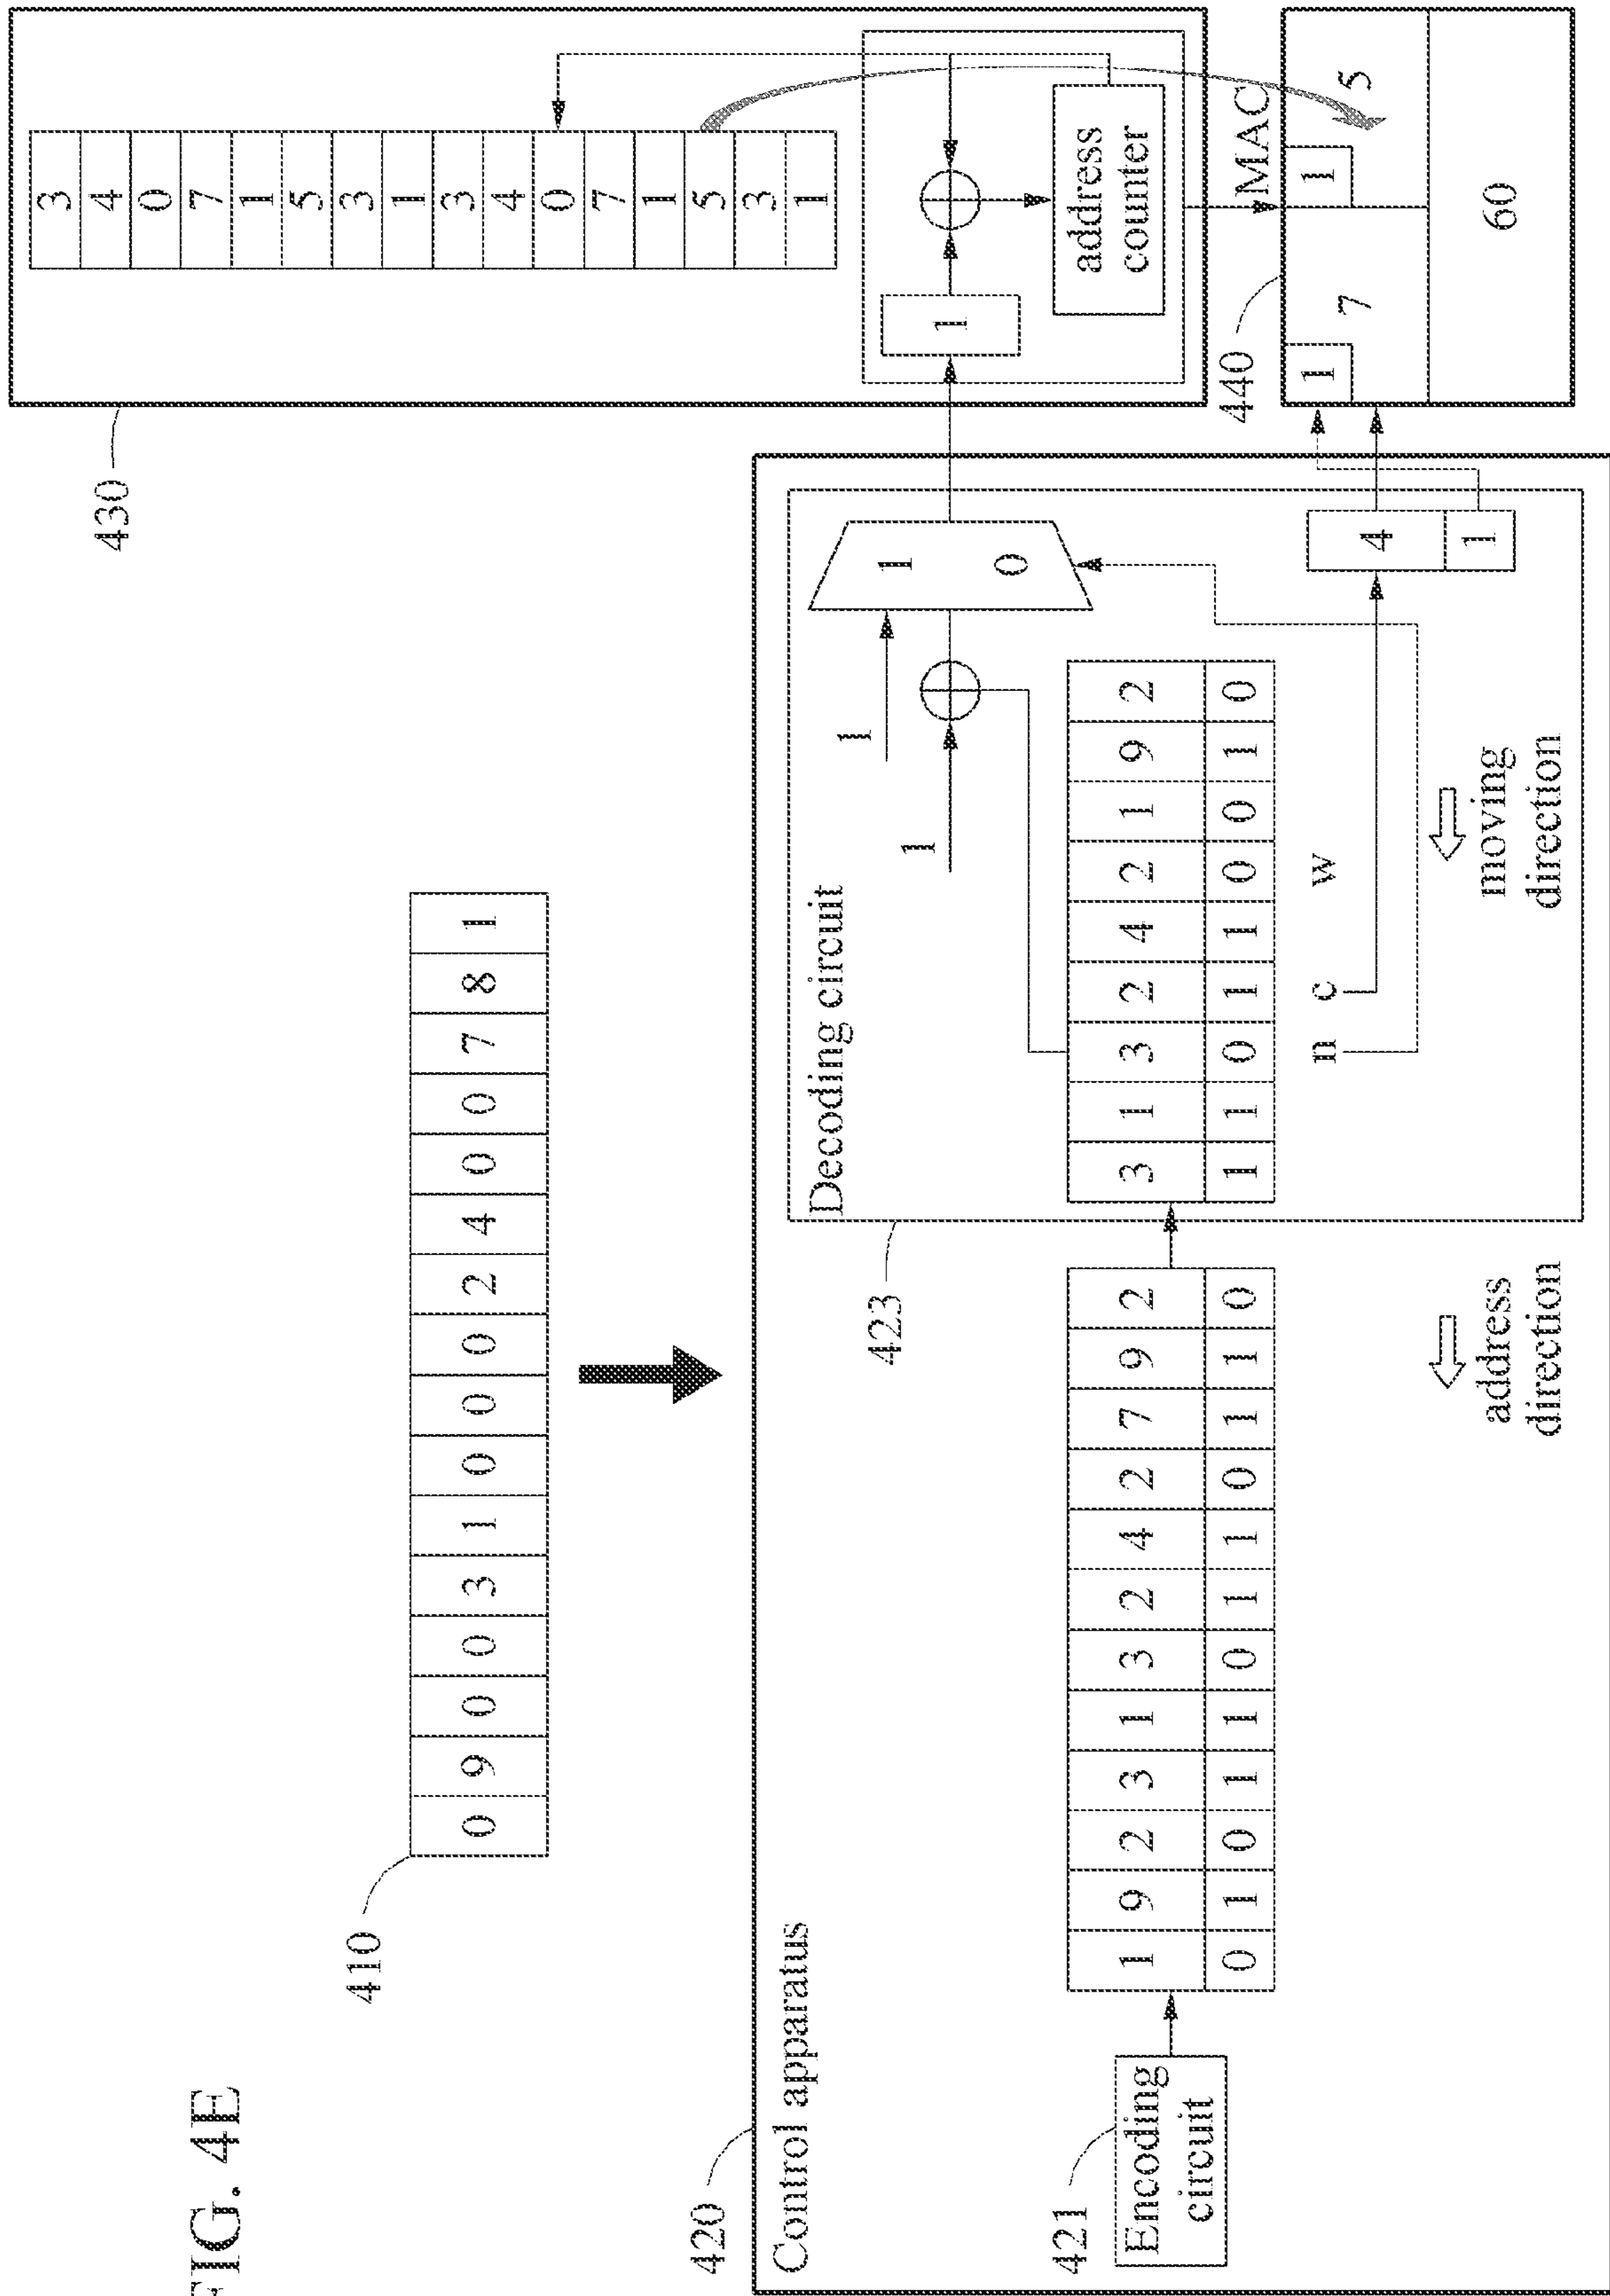 FIG. 4E
430
3
4
0
7
1
5
3
1
3
4
0
7
1
5
3
1
410
0 9 0 0 3 1 0 0 0 2 4 0 0 7 8 1
420
Control apparatus
421
Encoding
circuit
1 9 2 3 1 3 2 4 2 7 9 2
0 1 0 1 1 0 1 1 0 1 1 0
address
direction
423
Decoding circuit
1
1
1
0
3 1 3 2 4 2 1 9 2
1 1 0 1 1 0 0 1 0
n c w
4
1
moving
direction
1
address
counter
440
MAC
1 1
7 5
60